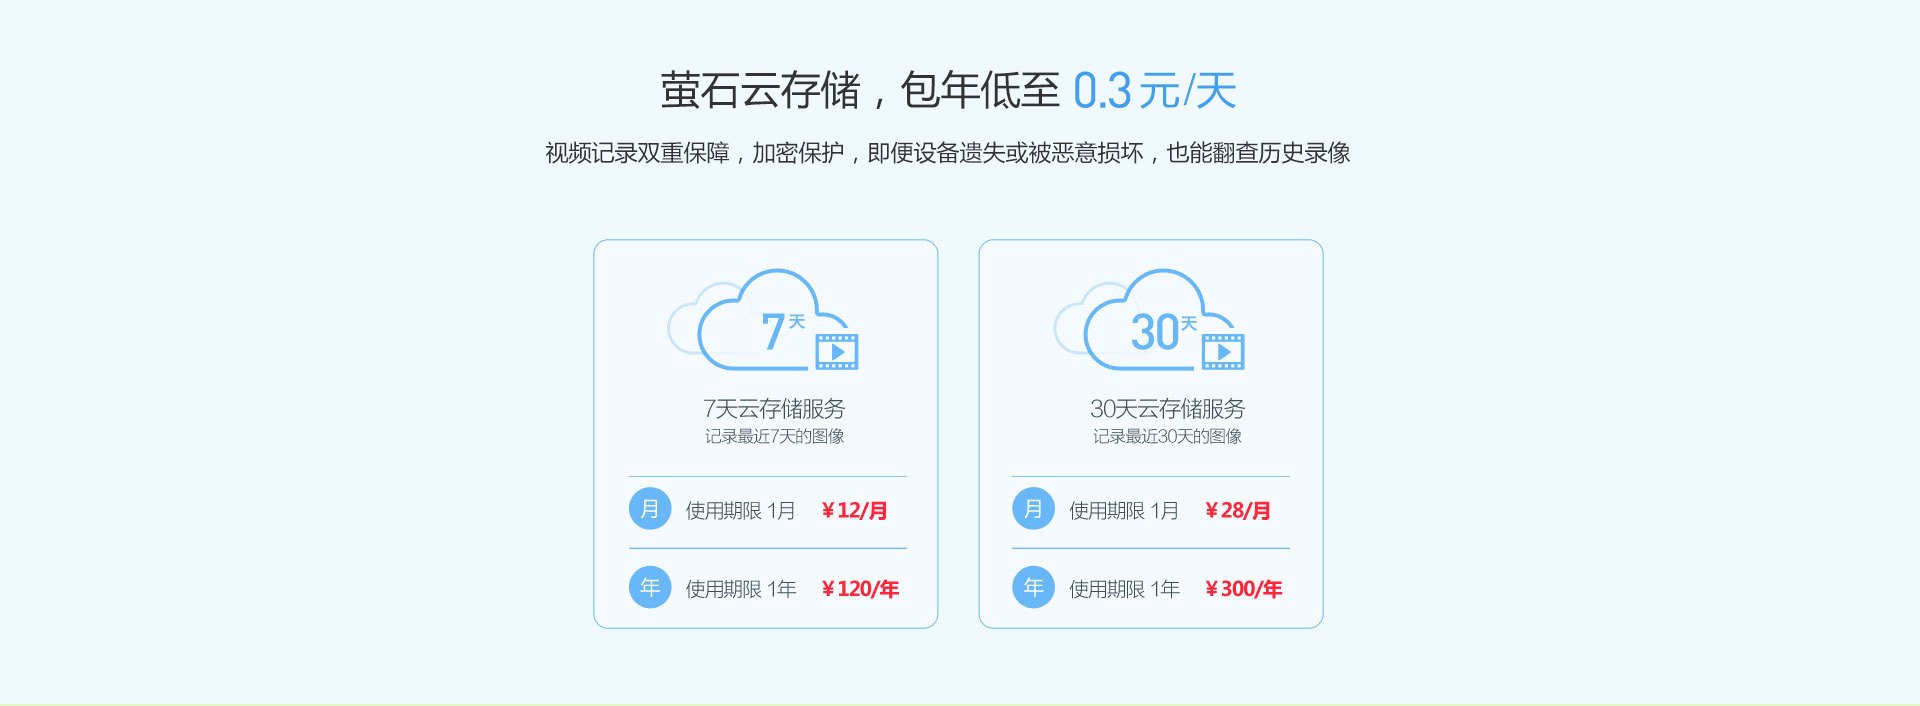 萤石云存储，包年低至 0.3 元/天
视频记录双重保障，加密保护，即便设备遗失或被恶意损坏，也能翻查历史录像
7天
7天云存储服务
记录最近7天的图像
月 使用期限 1月 ¥12/月
年 使用期限 1年 ¥120/年
30天
30天云存储服务
记录最近30天的图像
月 使用期限 1月 ¥28/月
年 使用期限 1年 ¥300/年